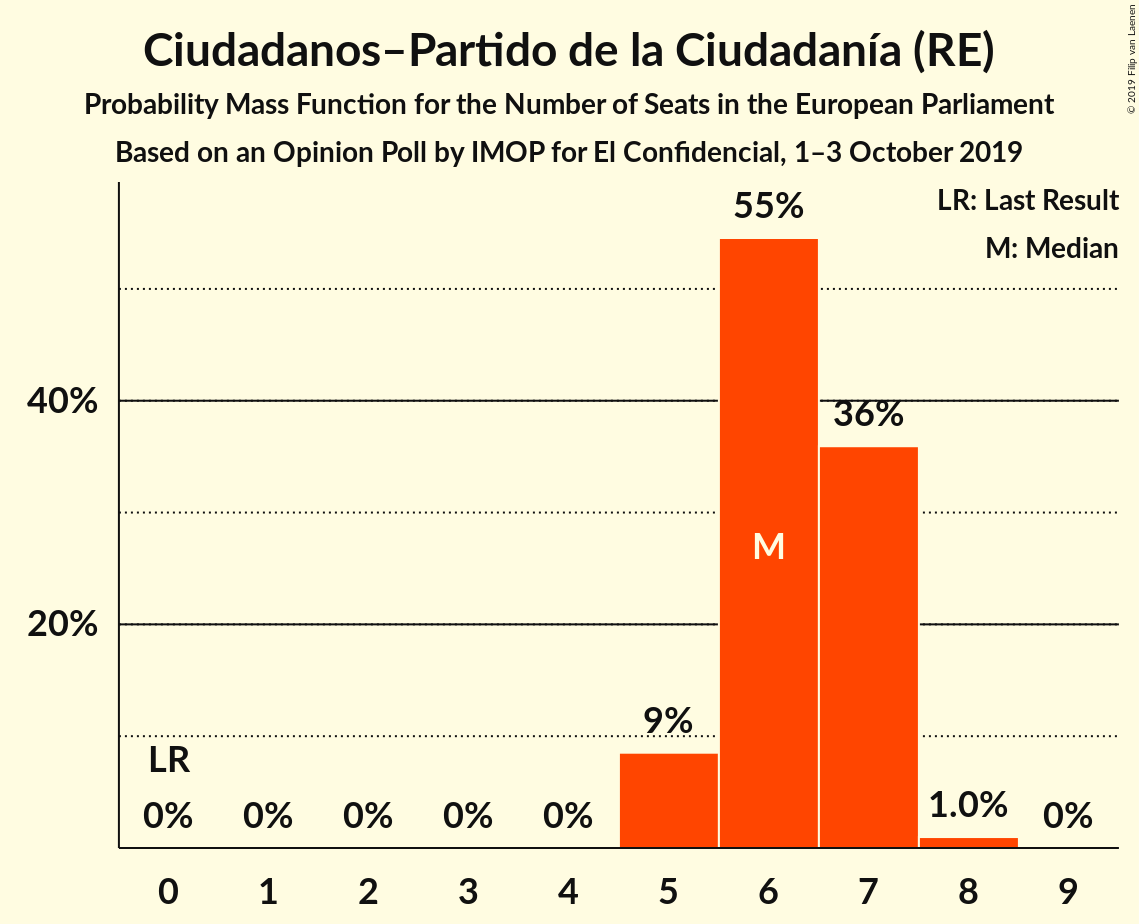 Ciudadanos–Partido de la Ciudadanía (RE)
Probability Mass Function for the Number of Seats in the European Parliament
Based on an Opinion Poll by IMOP for El Confidencial, 1–3 October 2019
© 2019 Filip van Laenen
LR: Last Result
M: Median
55%
40%
36%
M
20%
9%
LR
0% 0% 0% 0% 0% 1.0% 0%
0 1 2 3 4 5 6 7 8 9